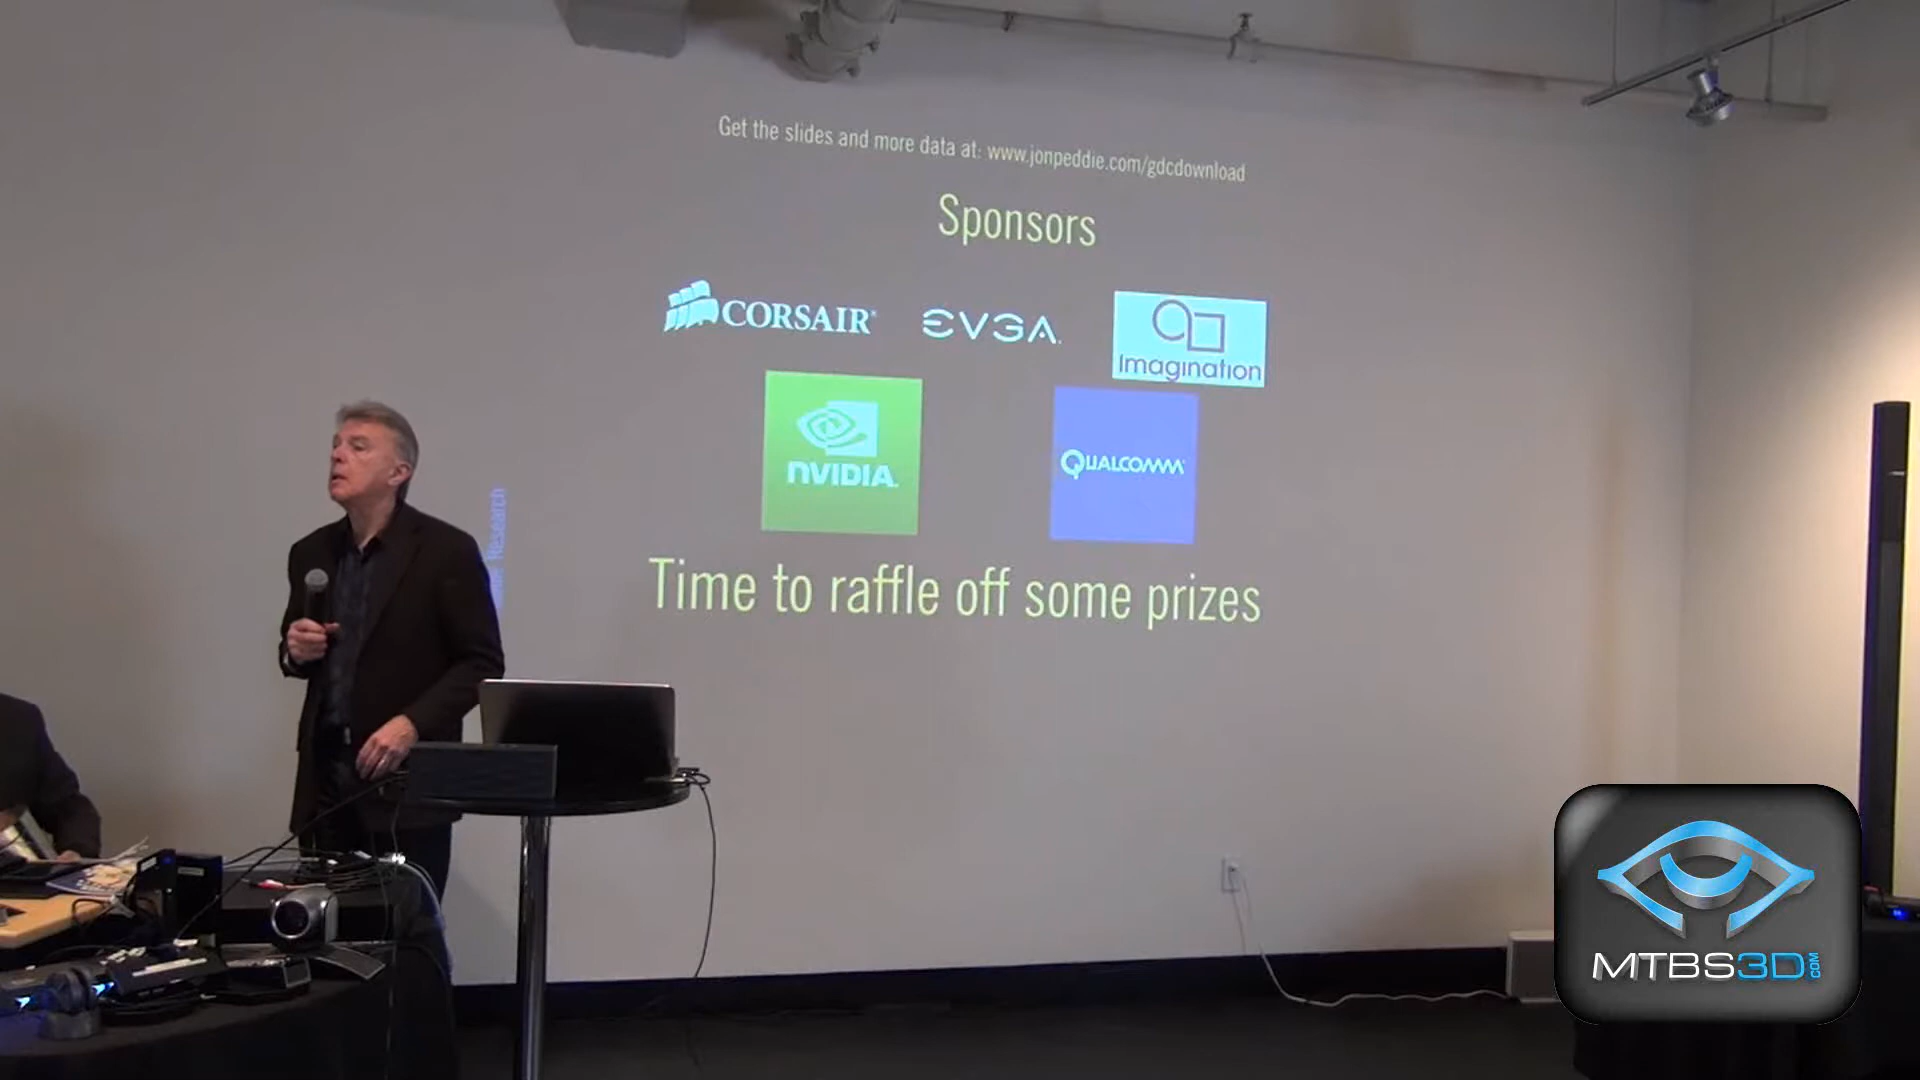 Get the slides and more data at: www.jonpeddie.com/gdcdownload
Sponsors
CORSAIR
EVGA
Imagination
NVIDIA
QUALCOMM
Time to raffle off some prizes
Research
MTBS3D.COM